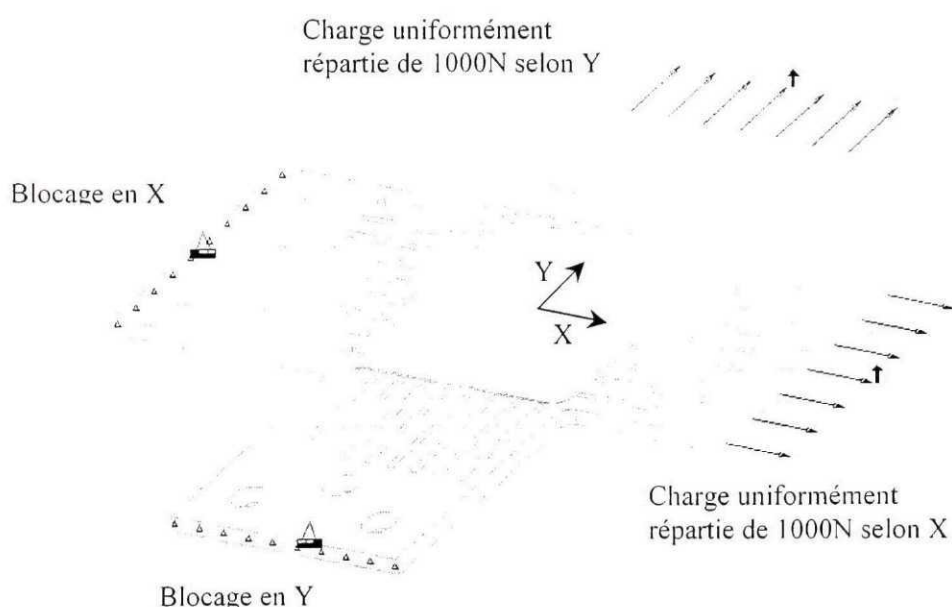 Charge uniformément
répartie de 1000N selon Y
Blocage en X
Y
X
Charge uniformément
répartie de 1000N selon X
Blocage en Y